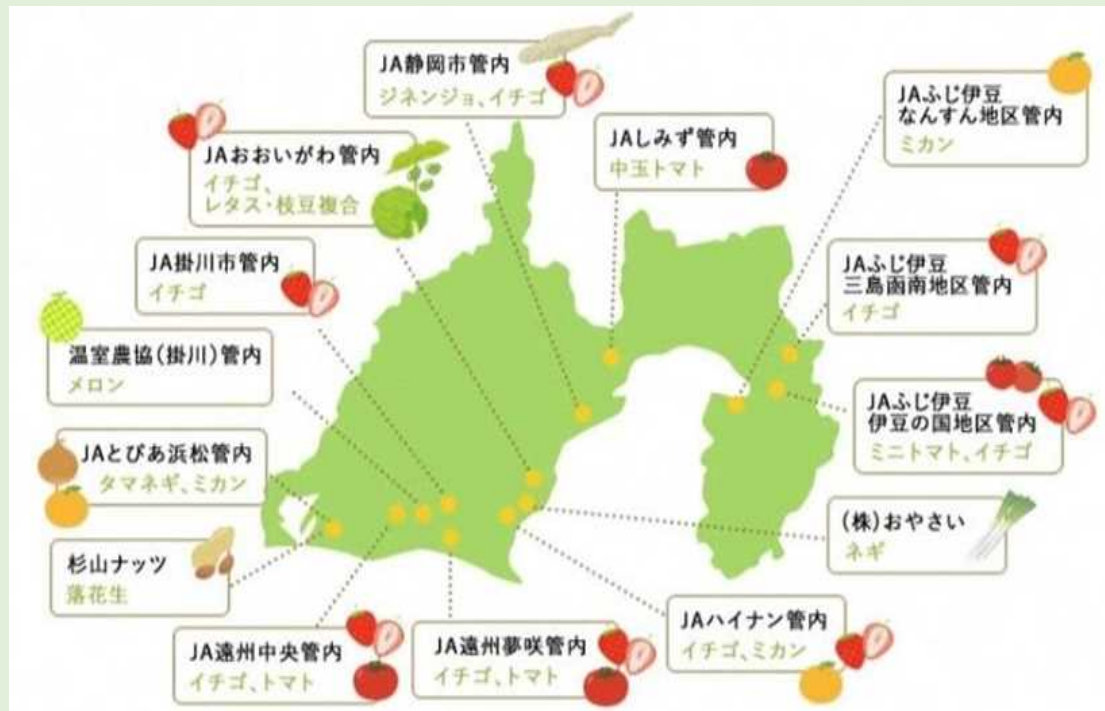 JA静岡市管内
ジネンジョ、イチゴ
JAふじ伊豆
なんすん地区管内
ミカン
JAしみず管内
中玉トマト
JAおおいがわ管内
イチゴ、
レタス・枝豆複合
JA掛川市管内
イチゴ
JAふじ伊豆
三島函南地区管内
イチゴ
温室農協(掛川)管内
メロン
JAふじ伊豆
伊豆の国地区管内
ミニトマト、イチゴ
JAとぴあ浜松管内
タマネギ、ミカン
(株)おやさい
ネギ
杉山ナッツ
落花生
JA遠州中央管内
イチゴ、トマト
JA遠州夢咲管内
イチゴ、トマト
JAハイナン管内
イチゴ、ミカン